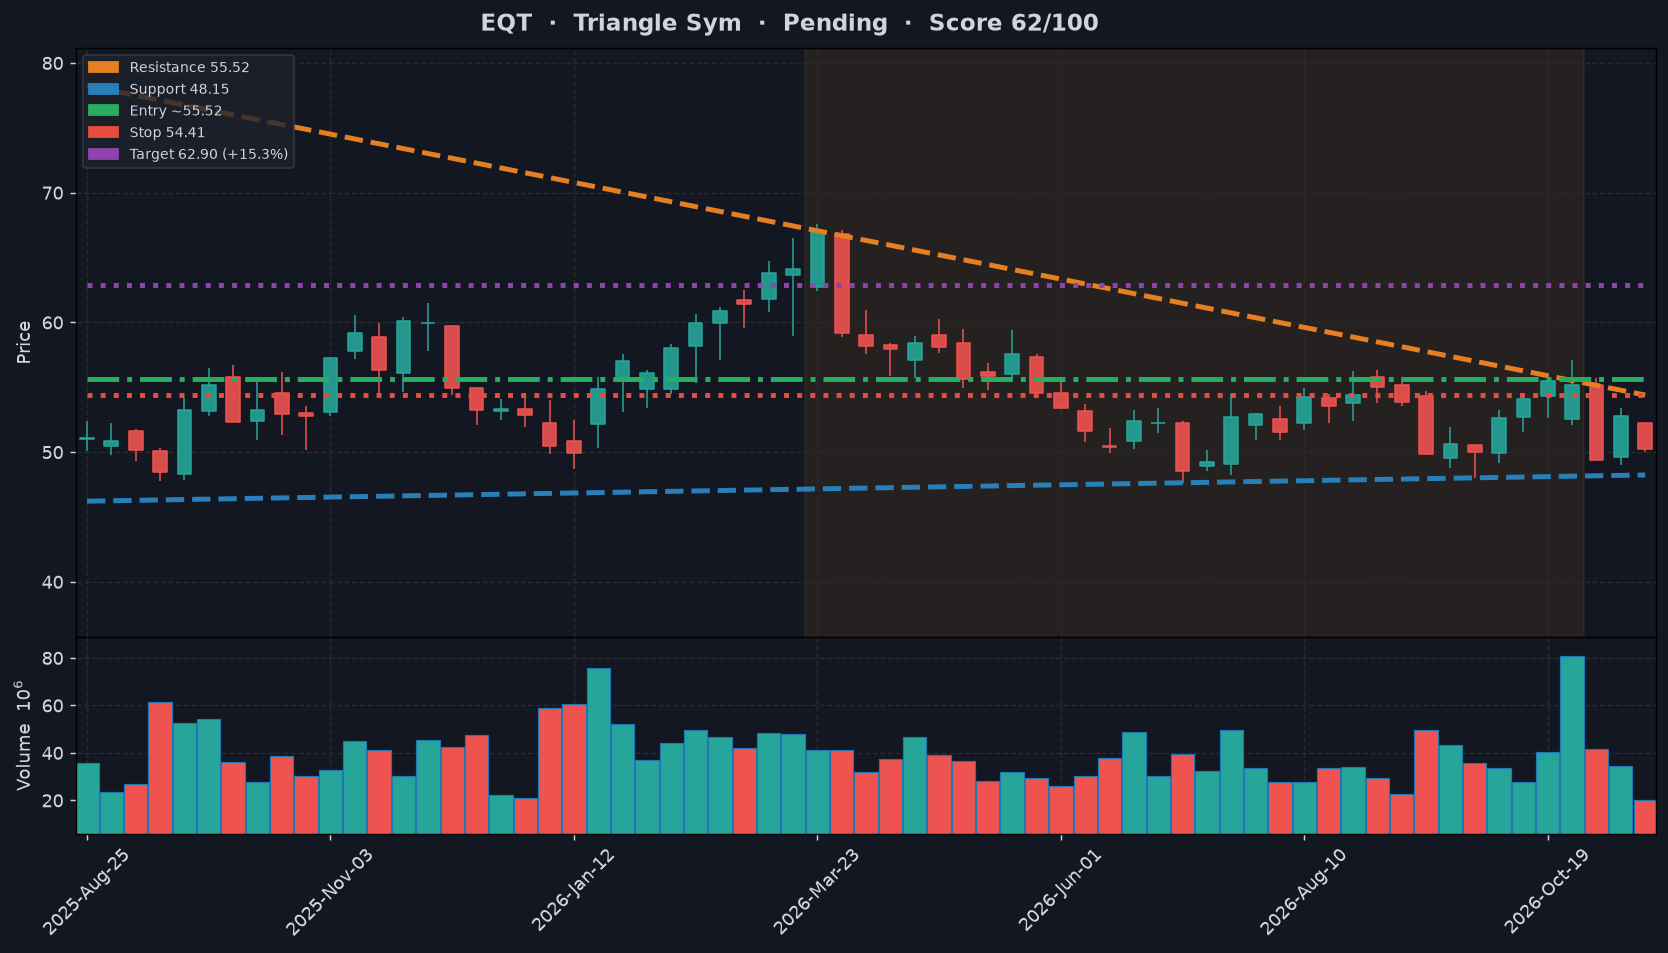 EQT · Triangle Sym · Pending · Score 62/100
Resistance 55.52
Support 48.15
Entry ~55.52
Stop 54.41
Target 62.90 (+15.3%)
Price
80
70
60
50
40
Volume 10⁶
80
60
40
20
2025-Aug-25
2025-Nov-03
2026-Jan-12
2026-Mar-23
2026-Jun-01
2026-Aug-10
2026-Oct-19